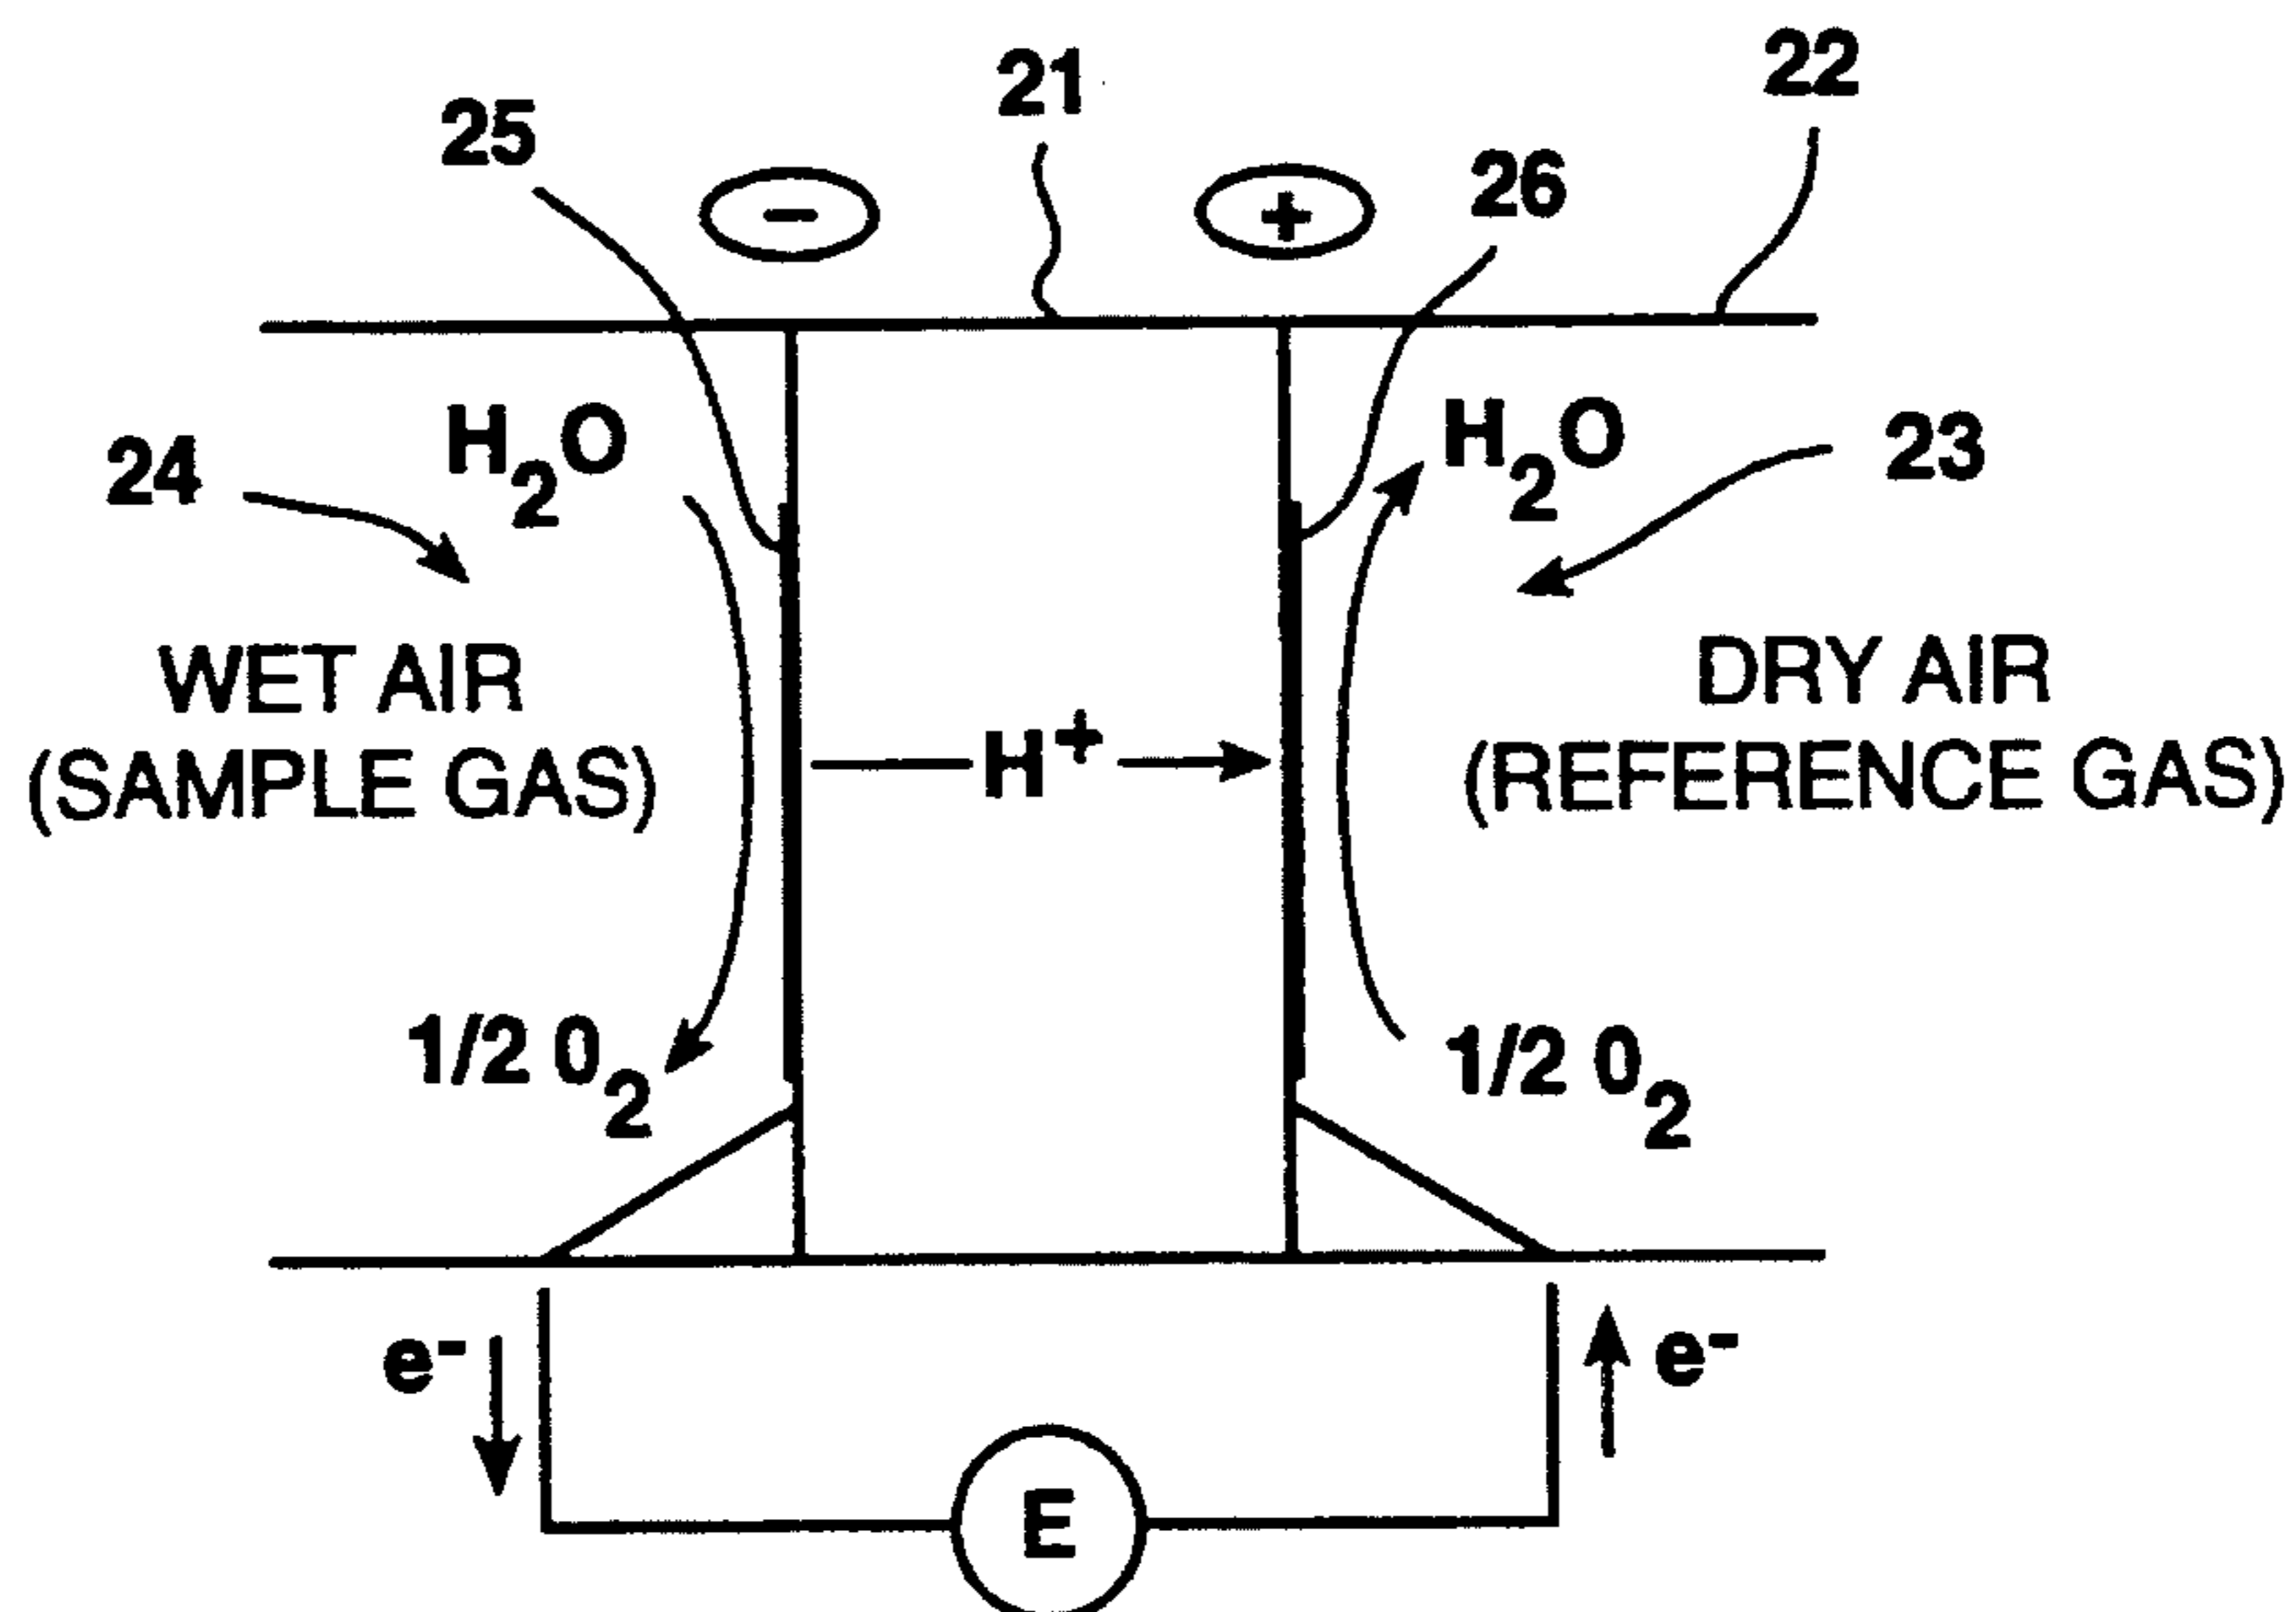 22
21
25
26
-
+
H2O
H2O
23
24
WET AIR
(SAMPLE GAS)
DRY AIR
(REFERENCE GAS)
H+
1/2 02
1/2 02
e-
e-
E